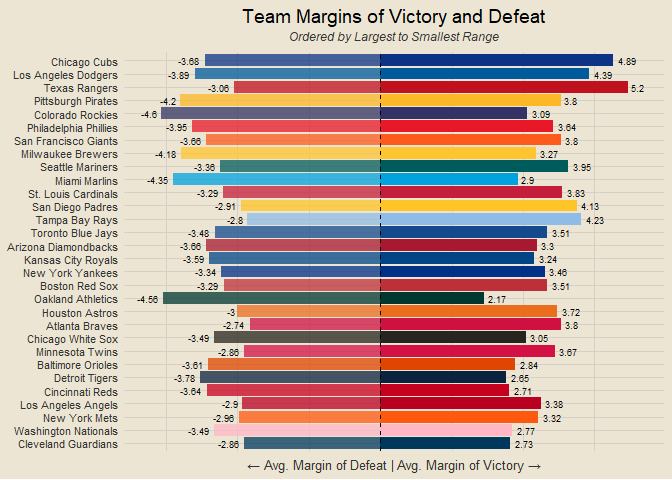 Team Margins of Victory and Defeat
Ordered by Largest to Smallest Range
Chicago Cubs -3.68 4.89
Los Angeles Dodgers -3.89 4.39
Texas Rangers -3.06 5.2
Pittsburgh Pirates -4.2 3.8
Colorado Rockies -4.6 3.09
Philadelphia Phillies -3.95 3.64
San Francisco Giants -3.66 3.8
Milwaukee Brewers -4.18 3.27
Seattle Mariners -3.36 3.95
Miami Marlins -4.35 2.9
St. Louis Cardinals -3.29 3.83
San Diego Padres -2.91 4.13
Tampa Bay Rays -2.8 4.23
Toronto Blue Jays -3.48 3.51
Arizona Diamondbacks -3.66 3.3
Kansas City Royals -3.59 3.24
New York Yankees -3.34 3.46
Boston Red Sox -3.29 3.51
Oakland Athletics -4.56 2.17
Houston Astros -3 3.72
Atlanta Braves -2.74 3.8
Chicago White Sox -3.49 3.05
Minnesota Twins -2.86 3.67
Baltimore Orioles -3.61 2.84
Detroit Tigers -3.78 2.65
Cincinnati Reds -3.64 2.71
Los Angeles Angels -2.9 3.38
New York Mets -2.96 3.32
Washington Nationals -3.49 2.77
Cleveland Guardians -2.86 2.73
← Avg. Margin of Defeat | Avg. Margin of Victory →